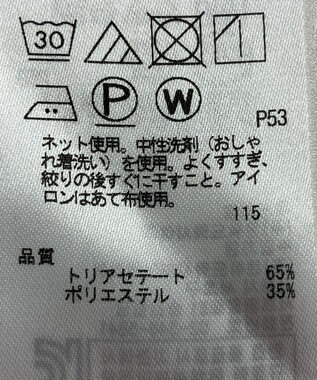 30
P W
P53
ネット使用。中性洗剤（おしゃ
れ着洗い）を使用。よくすすぎ、
絞りの後すぐに干すこと。アイ
ロンはあて布使用。
115
品質
トリアセテート 65%
ポリエステル 35%